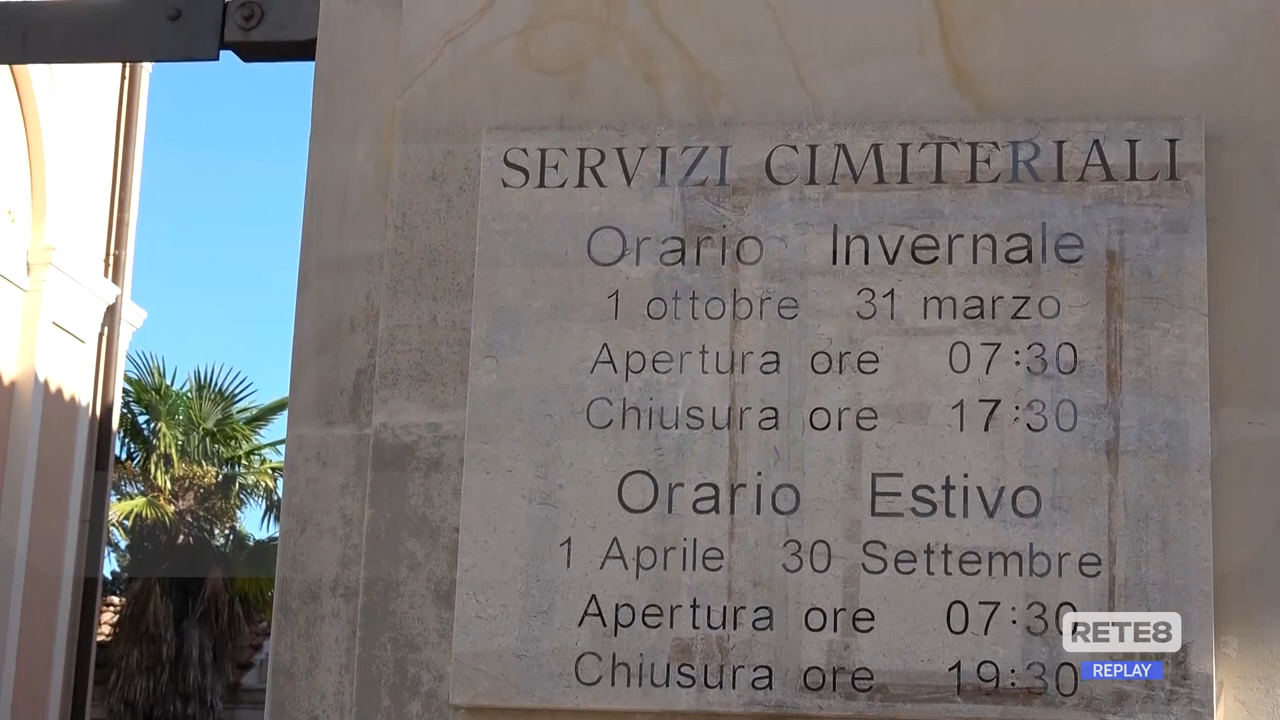 SERVIZI CIMITERIALI
Orario Invernale
1 ottobre 31 marzo
Apertura ore 07:30
Chiusura ore 17:30
Orario Estivo
1 Aprile 30 Settembre
Apertura ore 07:30
Chiusura ore 19:30
RETE8
REPLAY